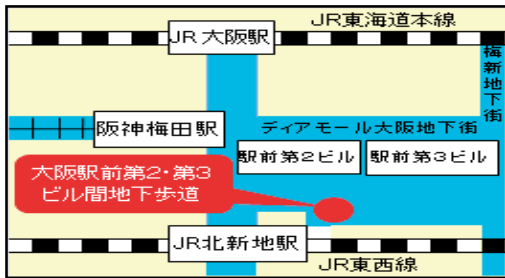 JR東海道本線
JR大阪駅
梅新地下街
阪神梅田駅
ディアモール大阪地下街
駅前第2ビル
駅前第3ビル
大阪駅前第2・第3
ビル間地下歩道
JR北新地駅
JR東西線